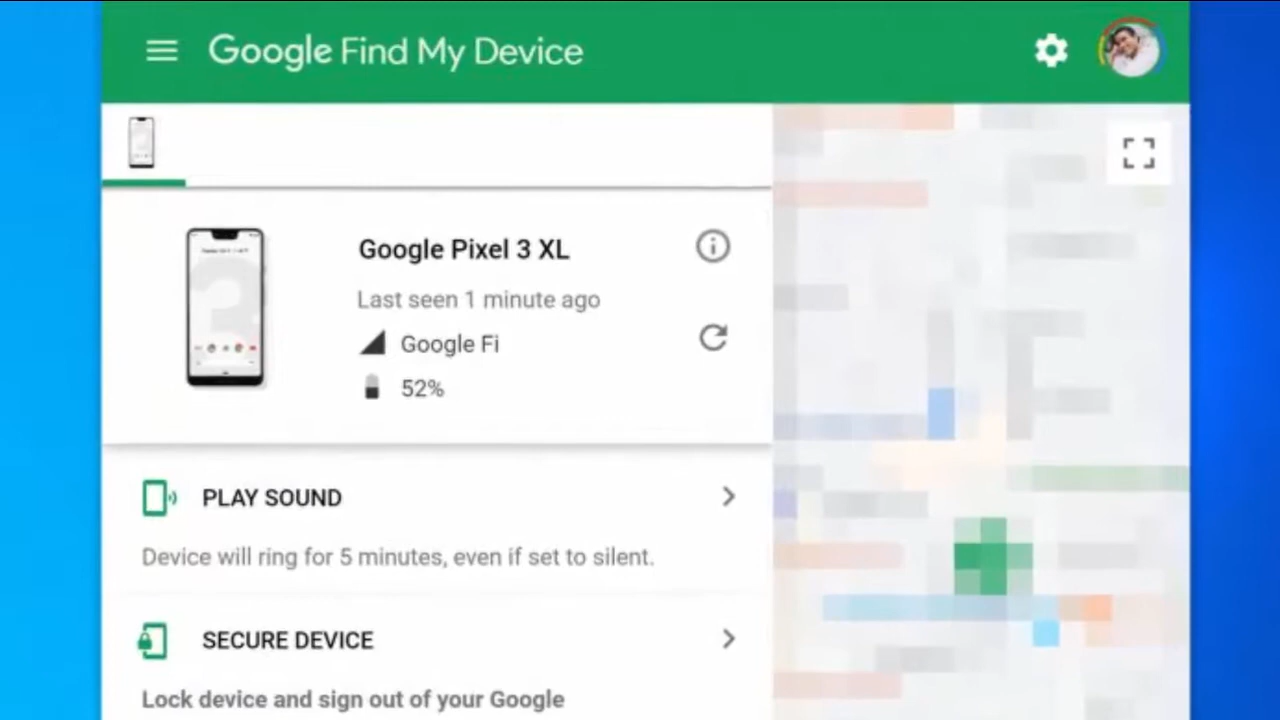 Google Find My Device
Google Pixel 3 XL
Last seen 1 minute ago
Google Fi
52%
PLAY SOUND
Device will ring for 5 minutes, even if set to silent.
SECURE DEVICE
Lock device and sign out of your Google